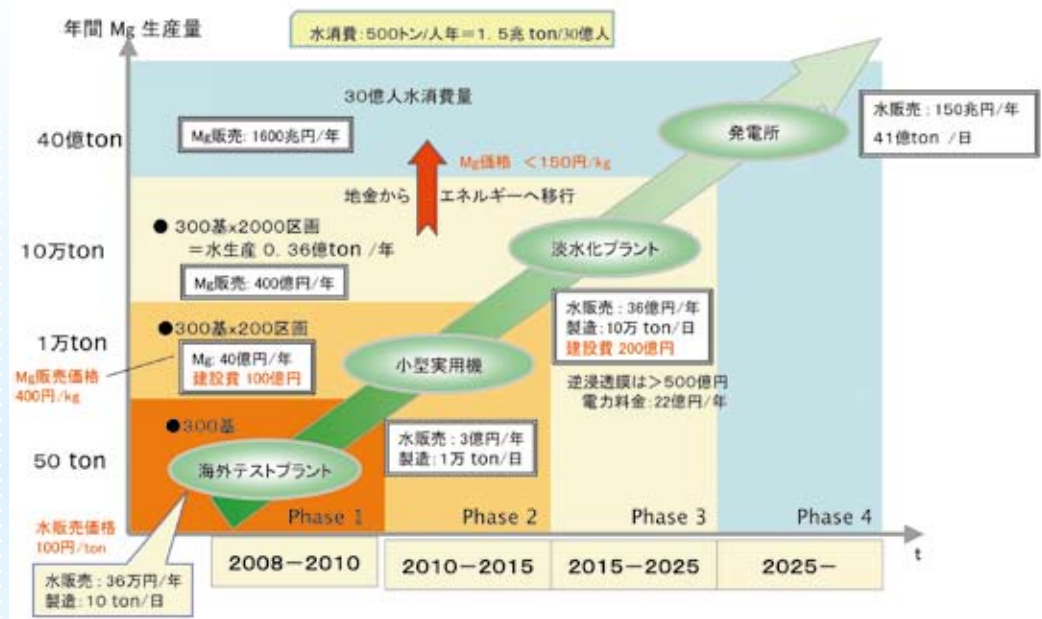 年間 Mg 生産量
水消費:500トン/人年=1.5兆 ton/30億人
30億人水消費量
40億ton
Mg販売:1600兆円/年
Mg価格 <150円/kg
発電所
水販売:150兆円/年
41億ton /日
地金から エネルギーへ移行
●300基x2000区画
=水生産 0.36億ton /年
10万ton
Mg販売:400億円/年
淡水化プラント
●300基x200区画
1万ton
Mg:40億円/年
建設費 100億円
Mg販売価格
400円/kg
小型実用機
水販売:36億円/年
製造:10万 ton/日
建設費 200億円
逆浸透膜は>500億円
電力料金:22億円/年
●300基
50 ton
海外テストプラント
水販売:3億円/年
製造:1万 ton/日
水販売価格
100円/ton
Phase 1
Phase 2
Phase 3
Phase 4
t
2008-2010
2010-2015
2015-2025
2025-
水販売:36万円/年
製造:10 ton/日